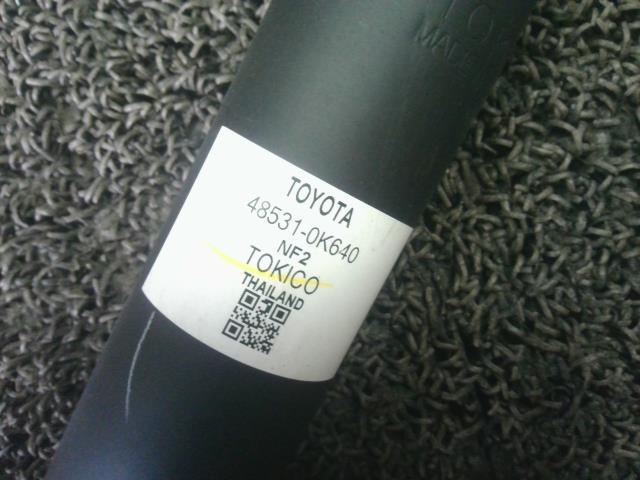 MADE
TOYOTA
48531-0K640
NF2
TOKICO
THAILAND